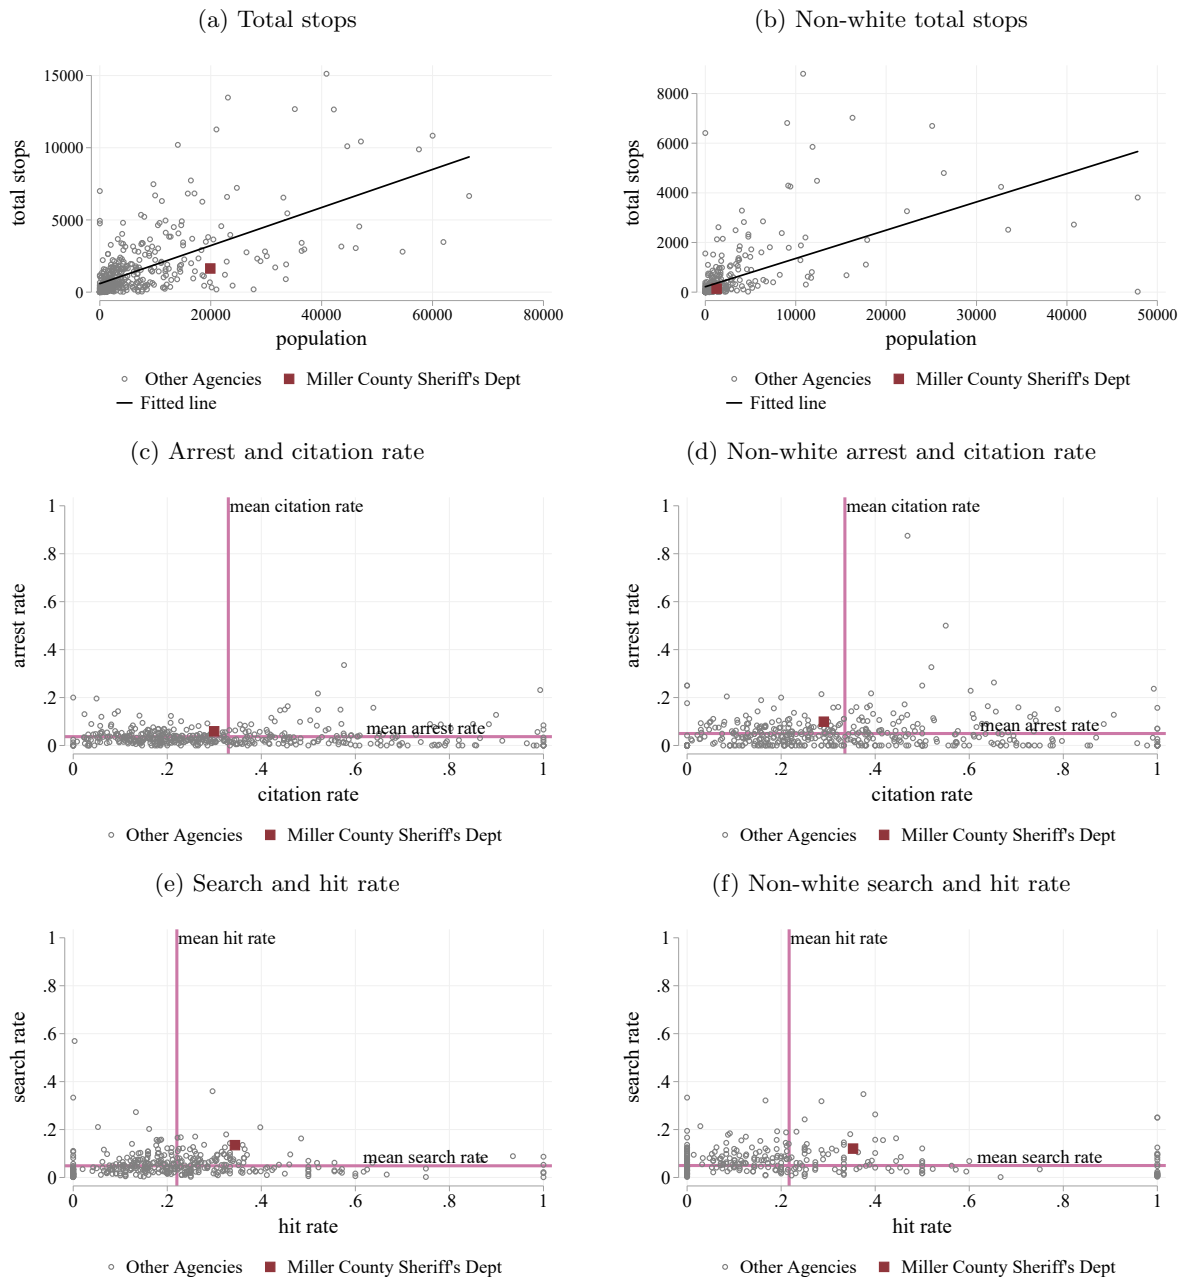 (a) Total stops
(b) Non-white total stops
15000
10000
5000
0
total stops
0
20000
40000
60000
80000
population
Other Agencies
Miller County Sheriff's Dept
Fitted line
8000
6000
4000
2000
0
total stops
0
10000
20000
30000
40000
50000
population
Other Agencies
Miller County Sheriff's Dept
Fitted line
(c) Arrest and citation rate
(d) Non-white arrest and citation rate
1
.8
.6
.4
.2
0
arrest rate
mean citation rate
mean arrest rate
0
.2
.4
.6
.8
1
citation rate
Other Agencies
Miller County Sheriff's Dept
1
.8
.6
.4
.2
0
arrest rate
mean citation rate
mean arrest rate
0
.2
.4
.6
.8
1
citation rate
Other Agencies
Miller County Sheriff's Dept
(e) Search and hit rate
(f) Non-white search and hit rate
1
.8
.6
.4
.2
0
search rate
mean hit rate
mean search rate
0
.2
.4
.6
.8
1
hit rate
Other Agencies
Miller County Sheriff's Dept
1
.8
.6
.4
.2
0
search rate
mean hit rate
mean search rate
0
.2
.4
.6
.8
1
hit rate
Other Agencies
Miller County Sheriff's Dept